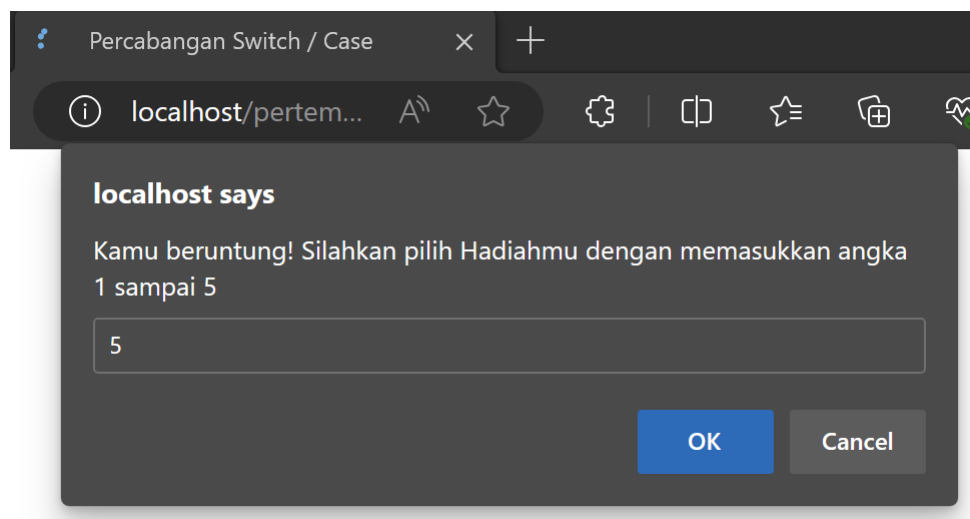 Percabangan Switch / Case
localhost/pertem...
localhost says
Kamu beruntung! Silahkan pilih Hadiahmu dengan memasukkan angka
1 sampai 5
5
OK Cancel